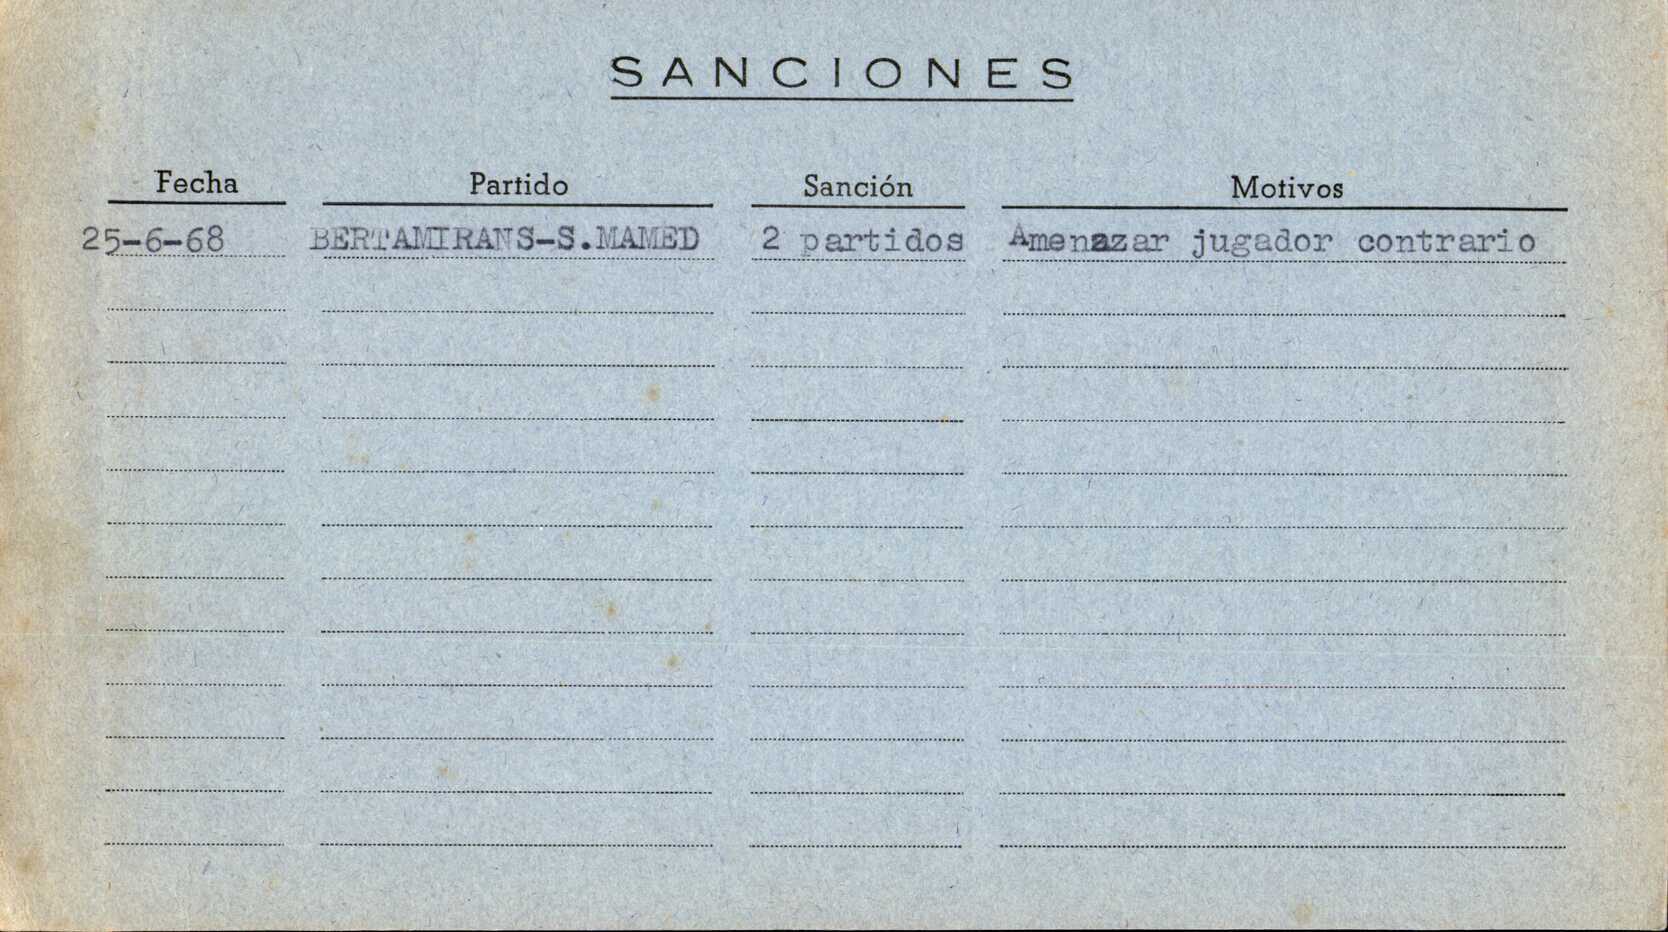 SANCIONES
Fecha Partido Sanción Motivos
25-6-68 BERTAMIRANS-S.MAMED 2 partidos Amenazar jugador contrario